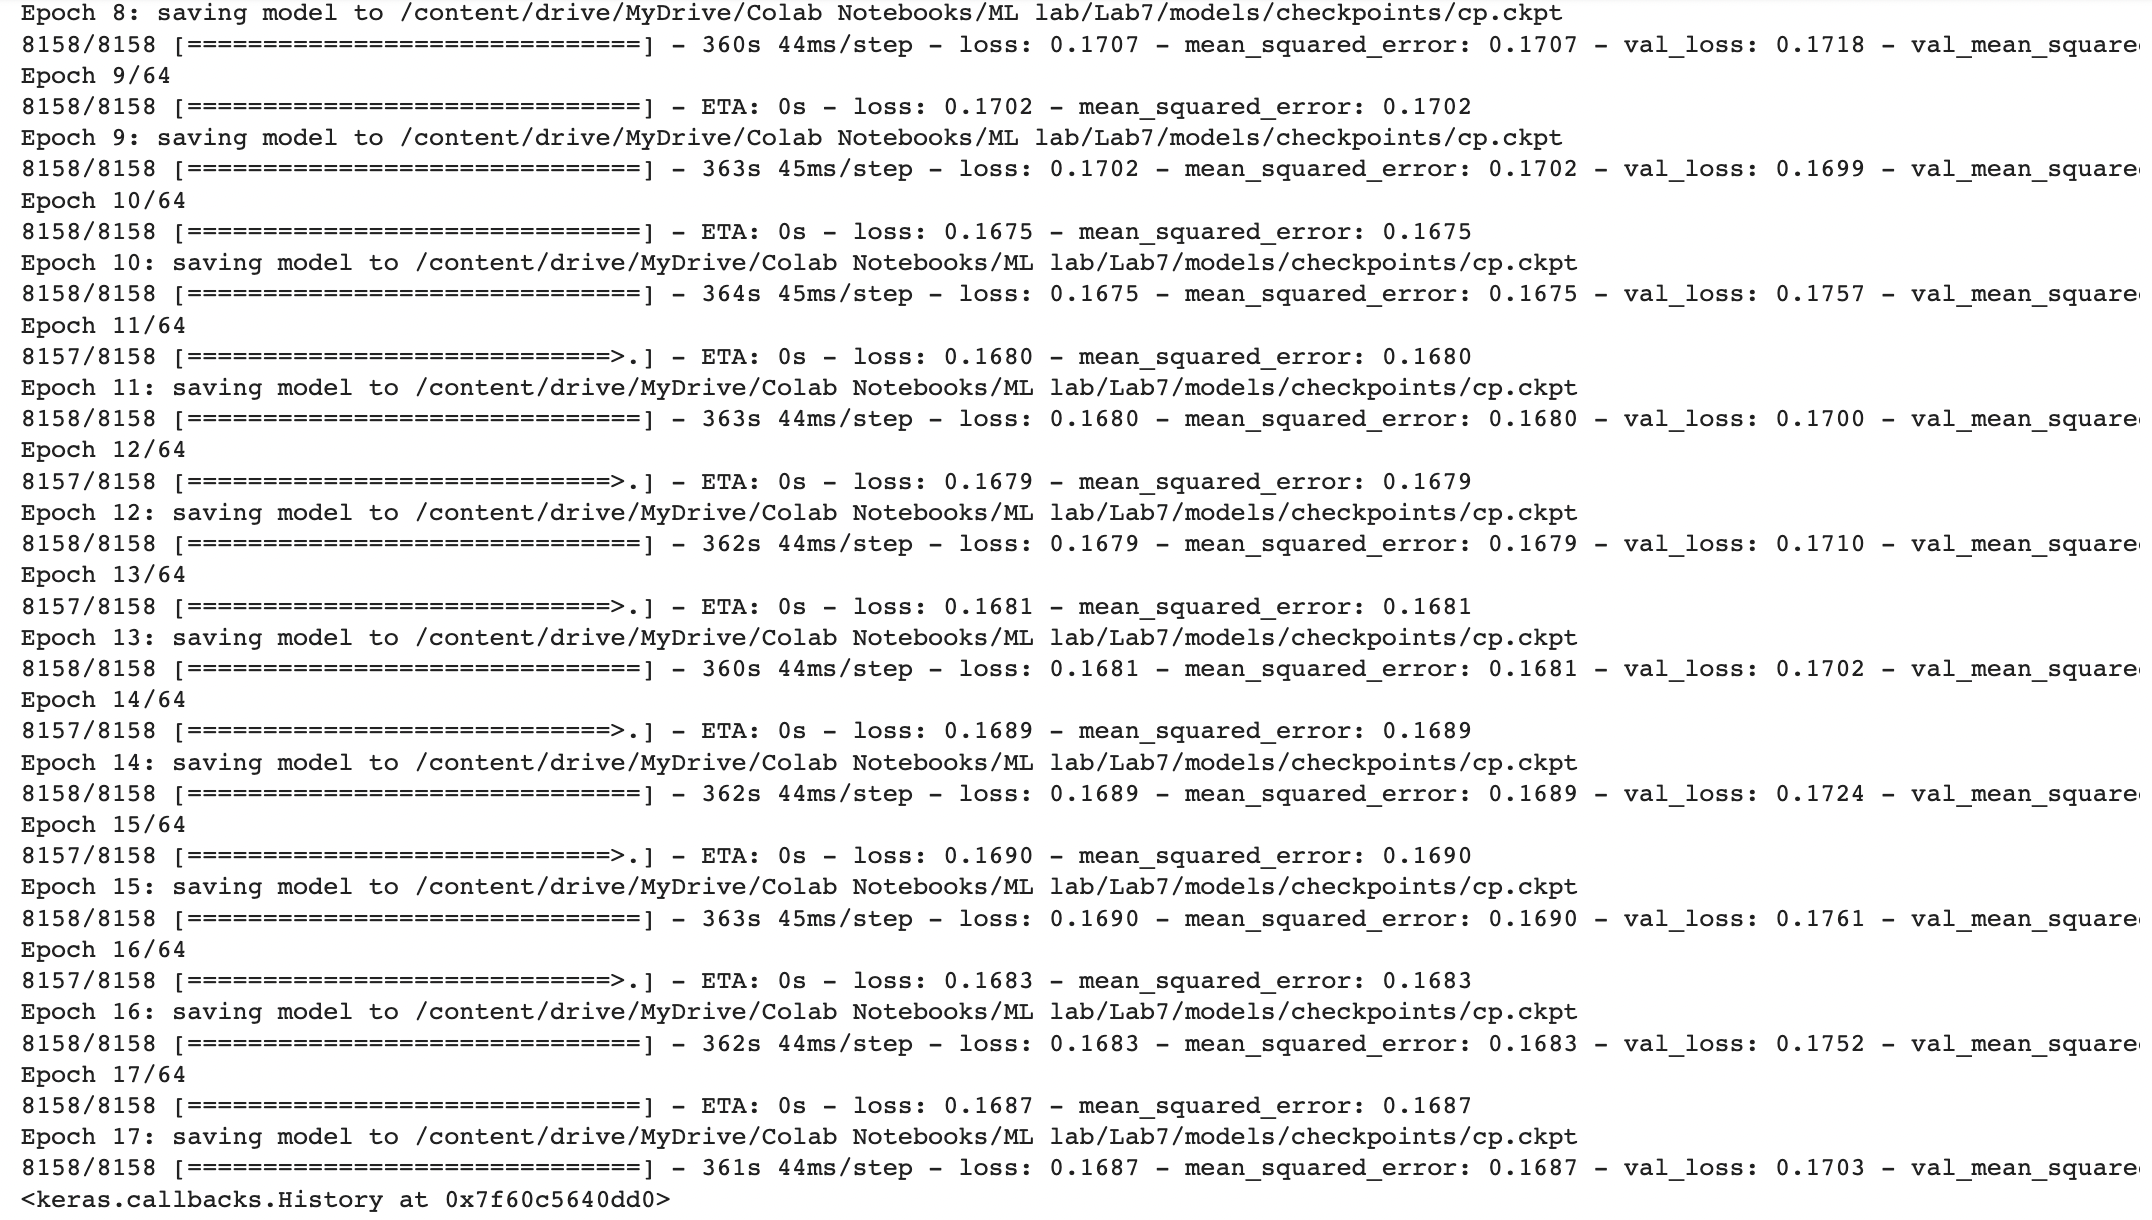 Epoch 8: saving model to /content/drive/MyDrive/Colab Notebooks/ML lab/Lab7/models/checkpoints/cp.ckpt
8158/8158 [==============================] - 360s 44ms/step - loss: 0.1707 - mean_squared_error: 0.1707 - val_loss: 0.1718 - val_mean_square
Epoch 9/64
8158/8158 [==============================] - ETA: 0s - loss: 0.1702 - mean_squared_error: 0.1702
Epoch 9: saving model to /content/drive/MyDrive/Colab Notebooks/ML lab/Lab7/models/checkpoints/cp.ckpt
8158/8158 [==============================] - 363s 45ms/step - loss: 0.1702 - mean_squared_error: 0.1702 - val_loss: 0.1699 - val_mean_square
Epoch 10/64
8158/8158 [==============================] - ETA: 0s - loss: 0.1675 - mean_squared_error: 0.1675
Epoch 10: saving model to /content/drive/MyDrive/Colab Notebooks/ML lab/Lab7/models/checkpoints/cp.ckpt
8158/8158 [==============================] - 364s 45ms/step - loss: 0.1675 - mean_squared_error: 0.1675 - val_loss: 0.1757 - val_mean_square
Epoch 11/64
8157/8158 [============================>.] - ETA: 0s - loss: 0.1680 - mean_squared_error: 0.1680
Epoch 11: saving model to /content/drive/MyDrive/Colab Notebooks/ML lab/Lab7/models/checkpoints/cp.ckpt
8158/8158 [==============================] - 363s 44ms/step - loss: 0.1680 - mean_squared_error: 0.1680 - val_loss: 0.1700 - val_mean_square
Epoch 12/64
8157/8158 [============================>.] - ETA: 0s - loss: 0.1679 - mean_squared_error: 0.1679
Epoch 12: saving model to /content/drive/MyDrive/Colab Notebooks/ML lab/Lab7/models/checkpoints/cp.ckpt
8158/8158 [==============================] - 362s 44ms/step - loss: 0.1679 - mean_squared_error: 0.1679 - val_loss: 0.1710 - val_mean_square
Epoch 13/64
8157/8158 [============================>.] - ETA: 0s - loss: 0.1681 - mean_squared_error: 0.1681
Epoch 13: saving model to /content/drive/MyDrive/Colab Notebooks/ML lab/Lab7/models/checkpoints/cp.ckpt
8158/8158 [==============================] - 360s 44ms/step - loss: 0.1681 - mean_squared_error: 0.1681 - val_loss: 0.1702 - val_mean_square
Epoch 14/64
8157/8158 [============================>.] - ETA: 0s - loss: 0.1689 - mean_squared_error: 0.1689
Epoch 14: saving model to /content/drive/MyDrive/Colab Notebooks/ML lab/Lab7/models/checkpoints/cp.ckpt
8158/8158 [==============================] - 362s 44ms/step - loss: 0.1689 - mean_squared_error: 0.1689 - val_loss: 0.1724 - val_mean_square
Epoch 15/64
8157/8158 [============================>.] - ETA: 0s - loss: 0.1690 - mean_squared_error: 0.1690
Epoch 15: saving model to /content/drive/MyDrive/Colab Notebooks/ML lab/Lab7/models/checkpoints/cp.ckpt
8158/8158 [==============================] - 363s 45ms/step - loss: 0.1690 - mean_squared_error: 0.1690 - val_loss: 0.1761 - val_mean_square
Epoch 16/64
8157/8158 [============================>.] - ETA: 0s - loss: 0.1683 - mean_squared_error: 0.1683
Epoch 16: saving model to /content/drive/MyDrive/Colab Notebooks/ML lab/Lab7/models/checkpoints/cp.ckpt
8158/8158 [==============================] - 362s 44ms/step - loss: 0.1683 - mean_squared_error: 0.1683 - val_loss: 0.1752 - val_mean_square
Epoch 17/64
8158/8158 [==============================] - ETA: 0s - loss: 0.1687 - mean_squared_error: 0.1687
Epoch 17: saving model to /content/drive/MyDrive/Colab Notebooks/ML lab/Lab7/models/checkpoints/cp.ckpt
8158/8158 [==============================] - 361s 44ms/step - loss: 0.1687 - mean_squared_error: 0.1687 - val_loss: 0.1703 - val_mean_square
<keras.callbacks.History at 0x7f60c5640dd0>